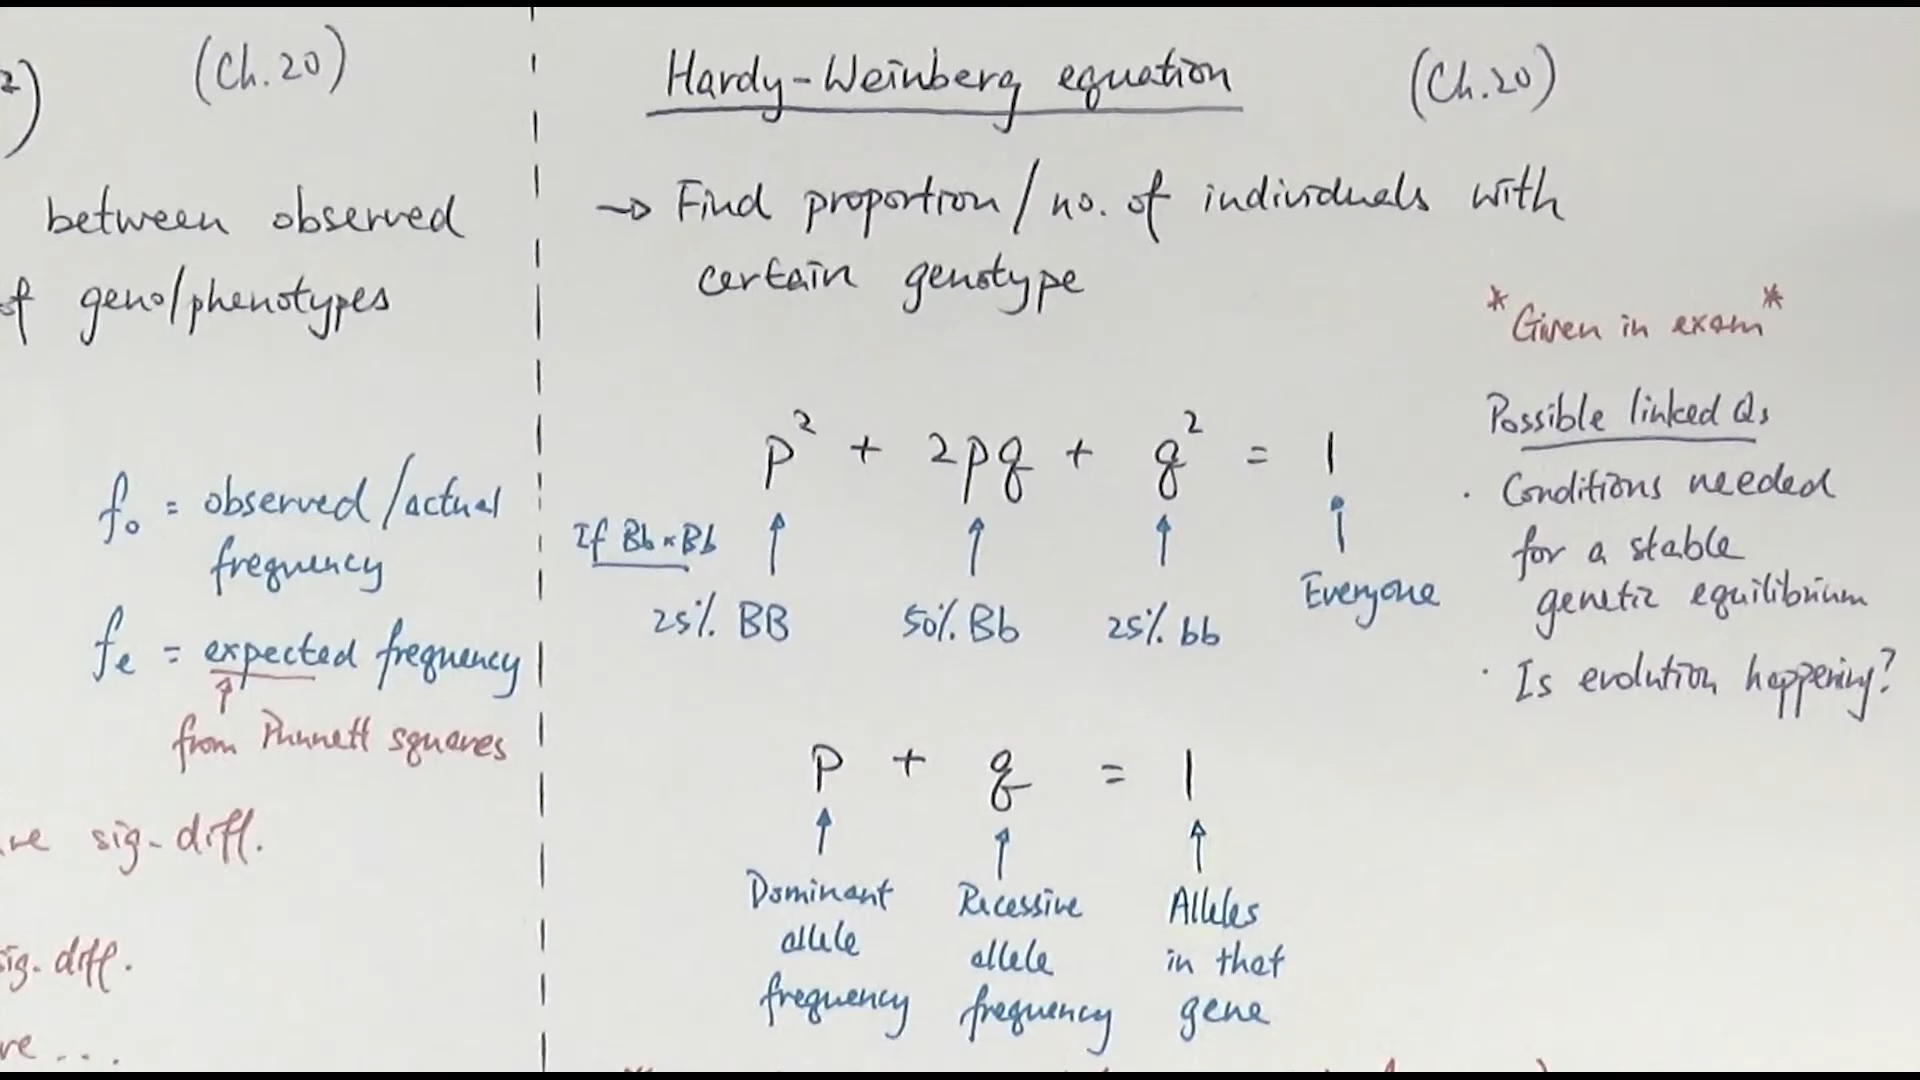 ²)
(Ch.20)
between observed
of geno/phenotypes
fo = observed/actual
frequency
fe = expected frequency
from Punnett squares
sig. diff.
sig. diff.
...
Hardy-Weinberg equation
(Ch.20)
→ Find proportion/no. of individuals with
certain genotype
*Given in exam*
p² + 2pq + q² = 1
If Bb×Bb
25% BB
50% Bb
25% bb
Everyone
p + q = 1
Dominant
allele
frequency
Recessive
allele
frequency
Alleles
in that
gene
Possible linked Qs
· Conditions needed
for a stable
genetic equilibrium
· Is evolution happening?